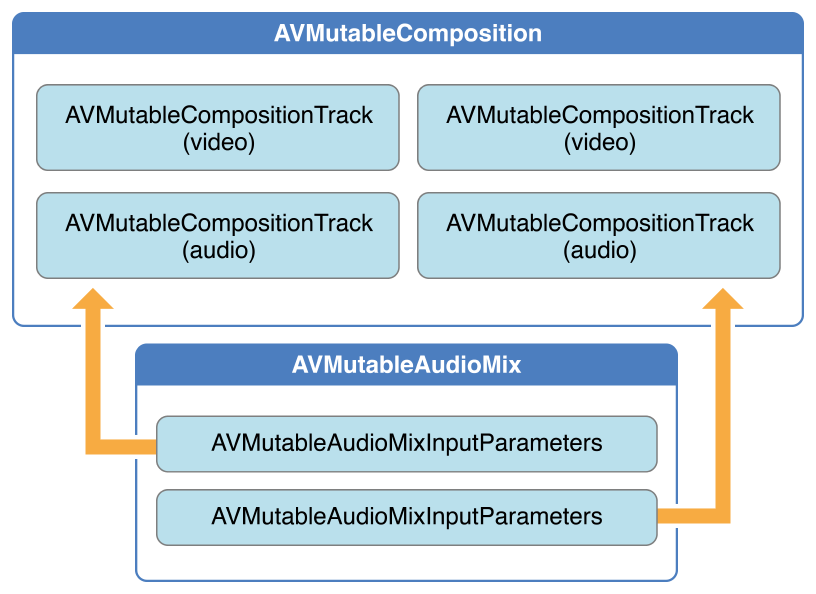 AVMutableComposition
AVMutableCompositionTrack
(video)
AVMutableCompositionTrack
(video)
AVMutableCompositionTrack
(audio)
AVMutableCompositionTrack
(audio)
AVMutableAudioMix
AVMutableAudioMixInputParameters
AVMutableAudioMixInputParameters